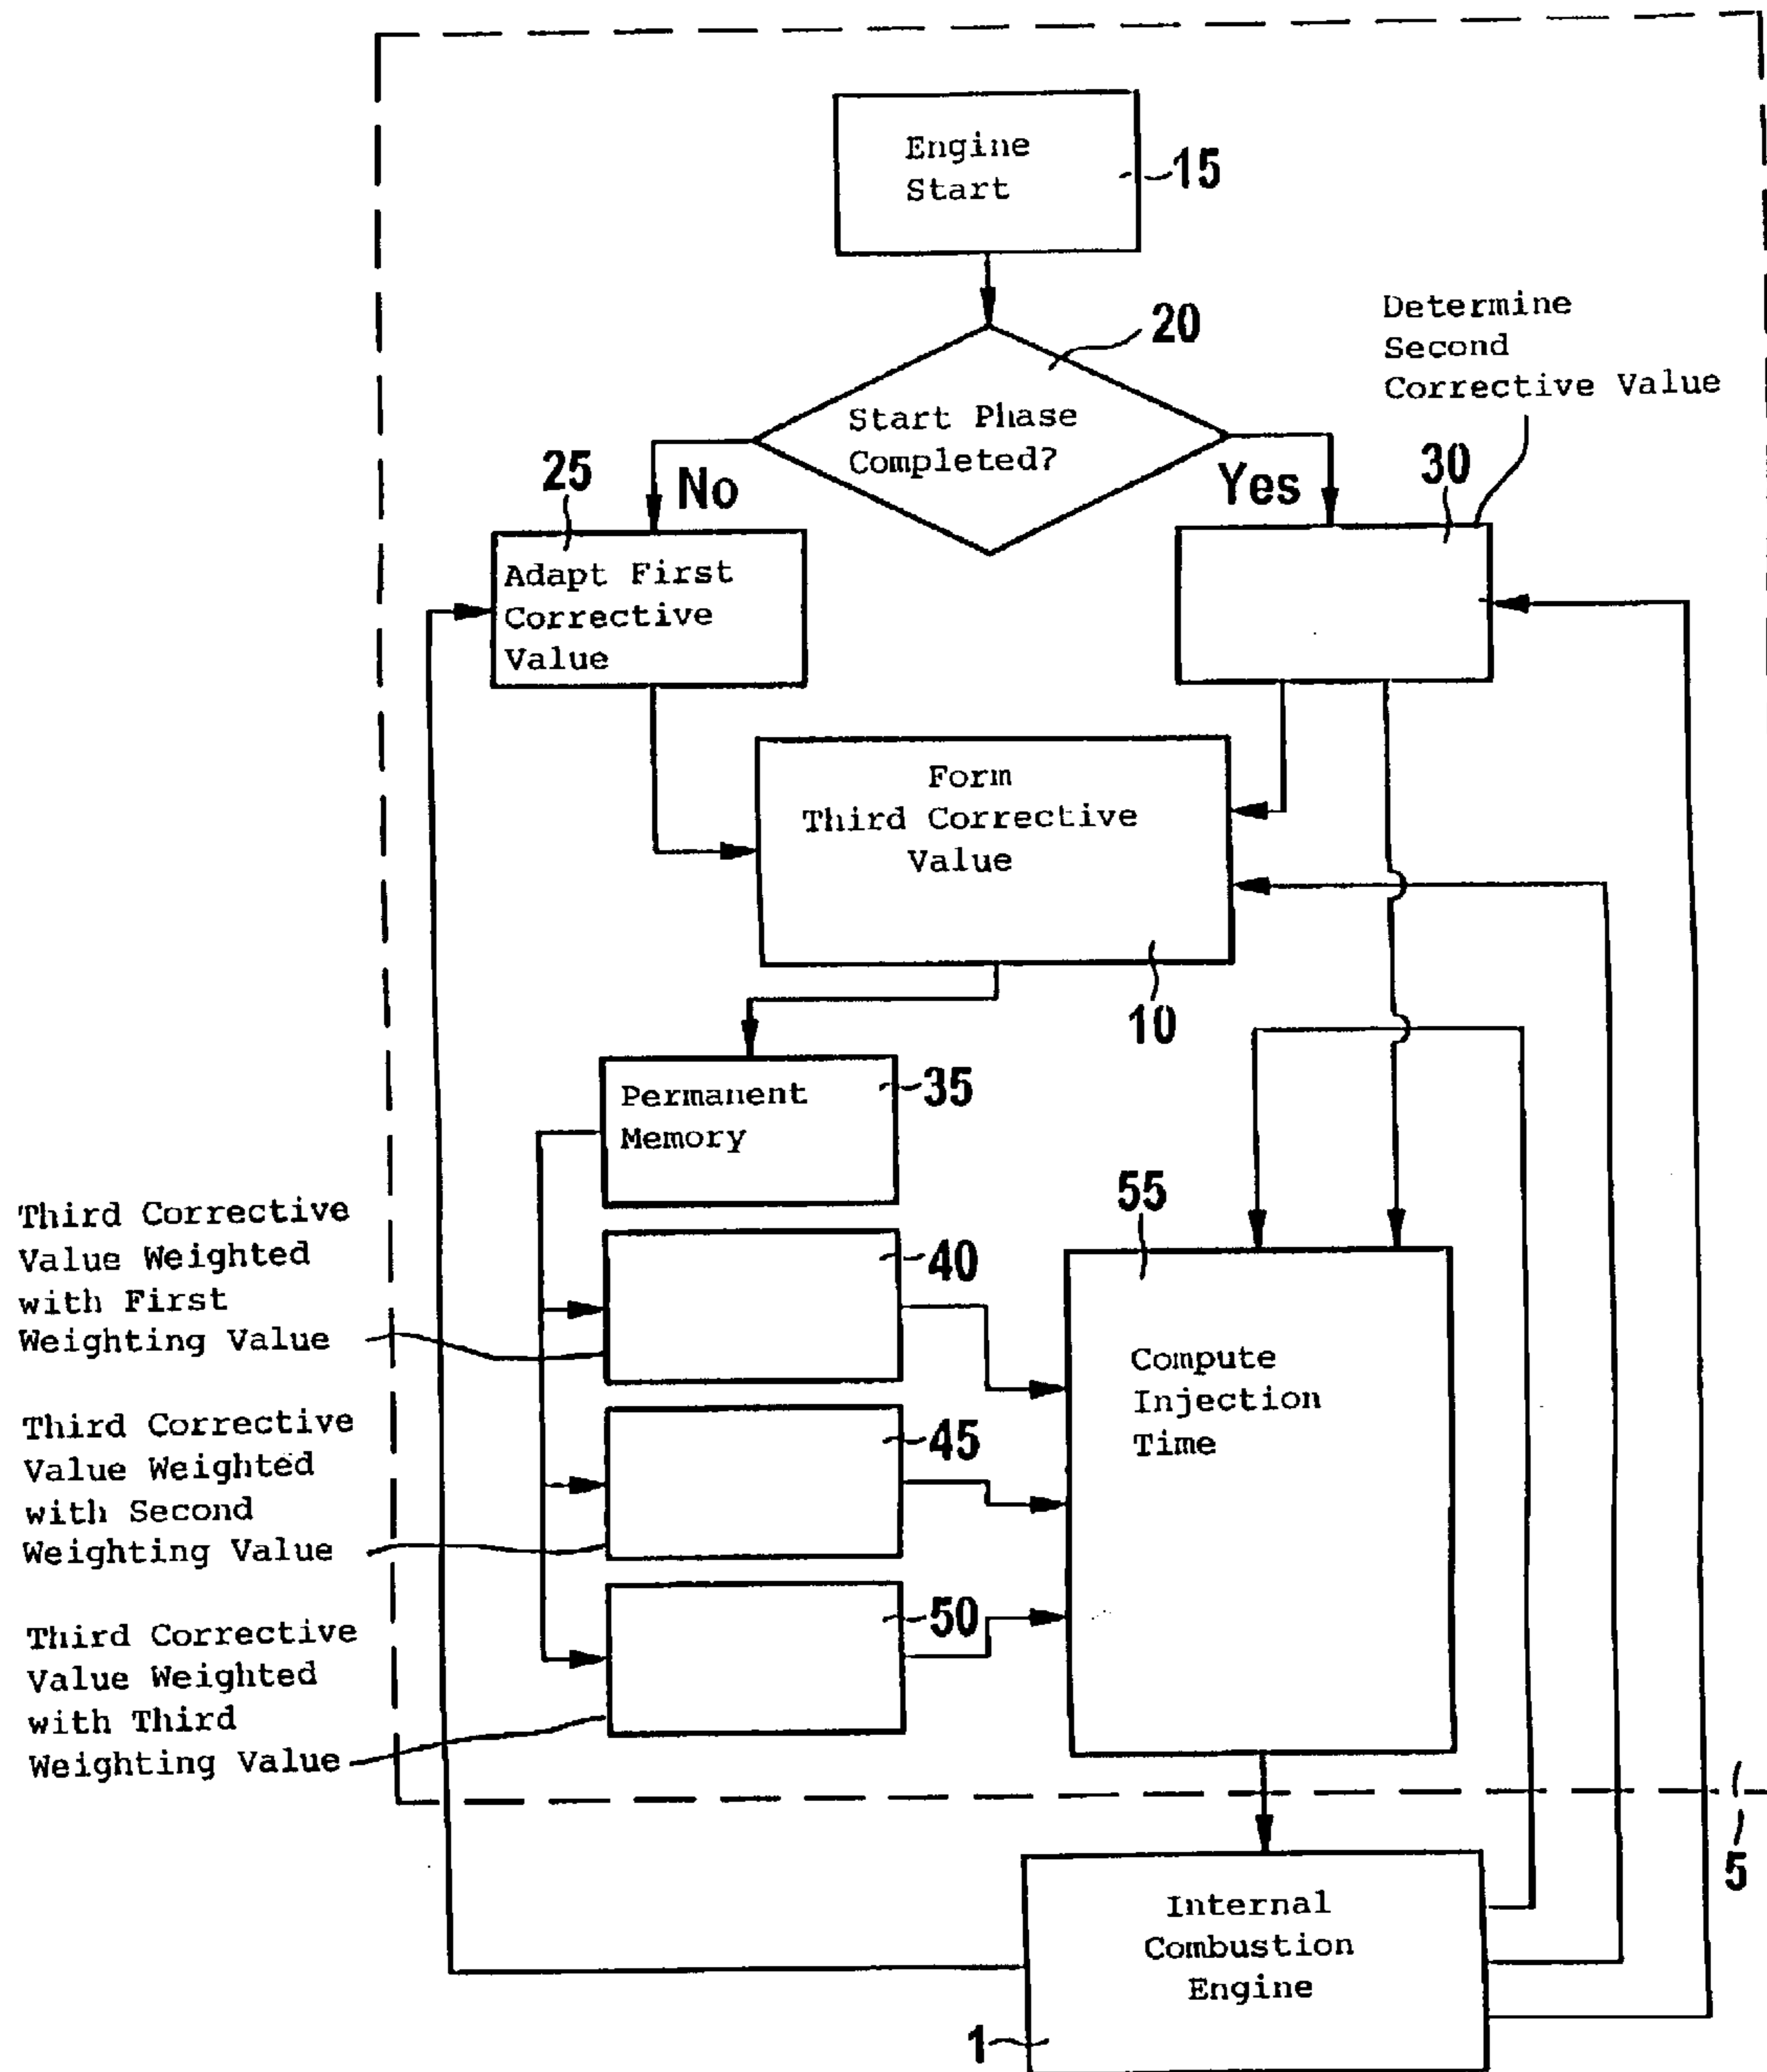 Engine
Start
15
20
Determine
Second
Corrective Value
Start Phase
Completed?
25
No
Yes
30
Adapt First
Corrective
Value
Form
Third Corrective
Value
10
Permanent
Memory
35
Third Corrective
Value Weighted
with First
Weighting Value
40
55
Compute
Injection
Time
Third Corrective
Value Weighted
with Second
Weighting Value
45
Third Corrective
Value Weighted
with Third
Weighting Value
50
5
Internal
Combustion
Engine
1